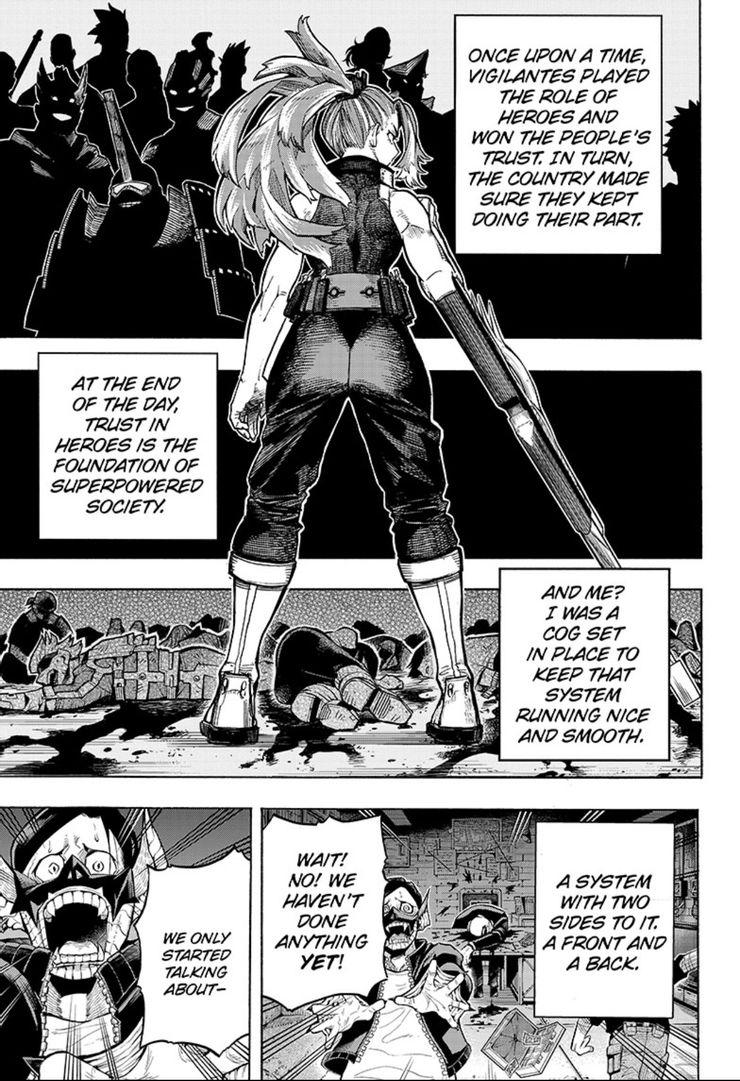 ONCE UPON A TIME,
VIGILANTES PLAYED
THE ROLE OF
HEROES AND
WON THE PEOPLE'S
TRUST. IN TURN,
THE COUNTRY MADE
SURE THEY KEPT
DOING THEIR PART.
AT THE END
OF THE DAY,
TRUST IN
HEROES IS THE
FOUNDATION OF
SUPERPOWERED
SOCIETY.
AND ME?
I WAS A
COG SET
IN PLACE TO
KEEP THAT
SYSTEM
RUNNING NICE
AND SMOOTH.
A SYSTEM
WITH TWO
SIDES TO IT.
A FRONT AND
A BACK.
WAIT!
NO! WE
HAVEN'T
DONE
ANYTHING
YET!
WE ONLY
STARTED
TALKING
ABOUT–